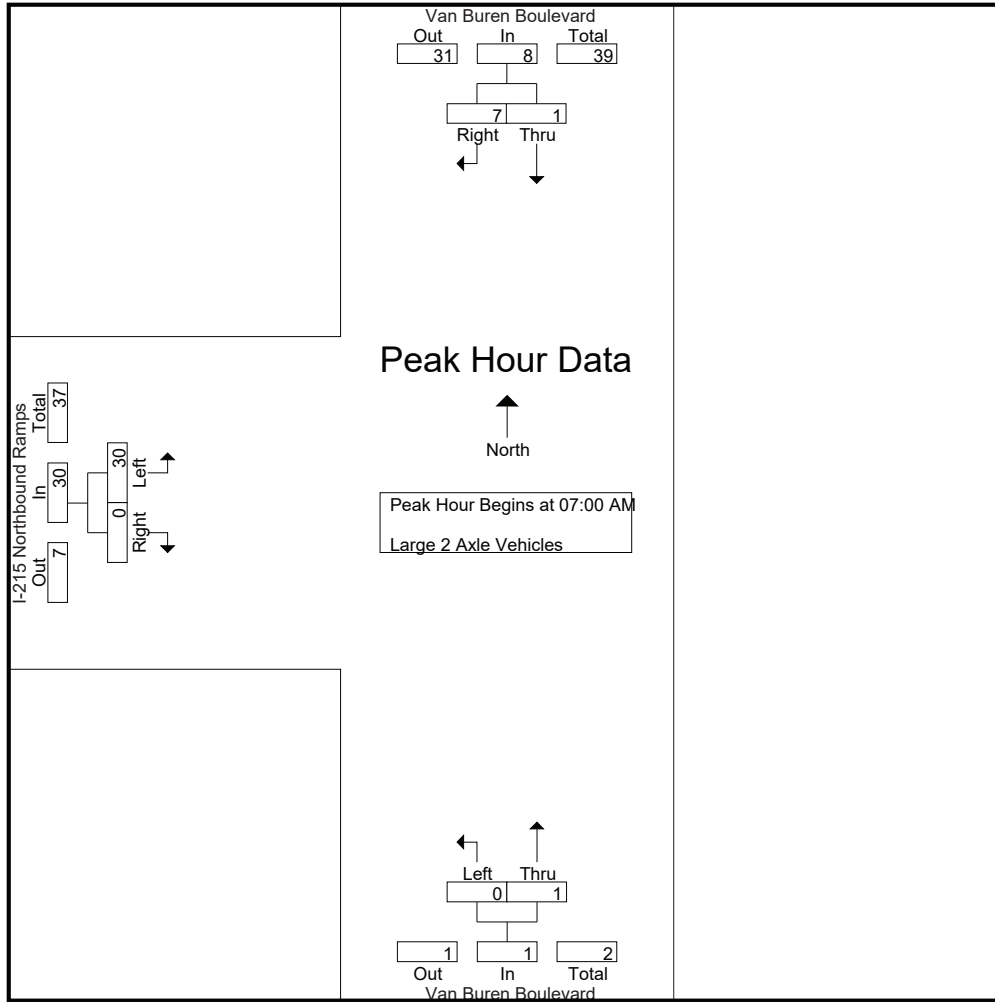 Van Buren Boulevard
Out In Total
31 8 39
7 1
Right Thru
Peak Hour Data
North
Peak Hour Begins at 07:00 AM
Large 2 Axle Vehicles
I-215 Northbound Ramps
Out In Total
7 30 37
Right Left
0 30
Left Thru
0 1
1 1 2
Out In Total
Van Buren Boulevard